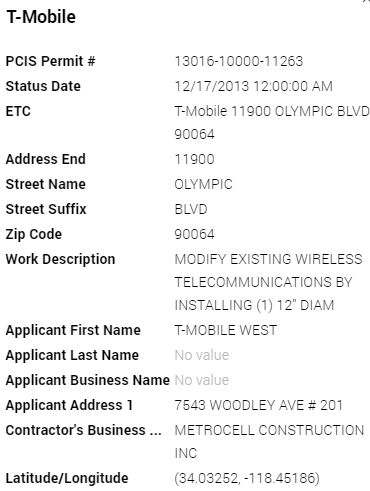 T-Mobile
PCIS Permit # 13016-10000-11263
Status Date 12/17/2013 12:00:00 AM
ETC T-Mobile 11900 OLYMPIC BLVD
90064
Address End 11900
Street Name OLYMPIC
Street Suffix BLVD
Zip Code 90064
Work Description MODIFY EXISTING WIRELESS
TELECOMMUNICATIONS BY
INSTALLING (1) 12" DIAM
Applicant First Name T-MOBILE WEST
Applicant Last Name No value
Applicant Business Name No value
Applicant Address 1 7543 WOODLEY AVE # 201
Contractor's Business ... METROCELL CONSTRUCTION
INC
Latitude/Longitude (34.03252, -118.45186)